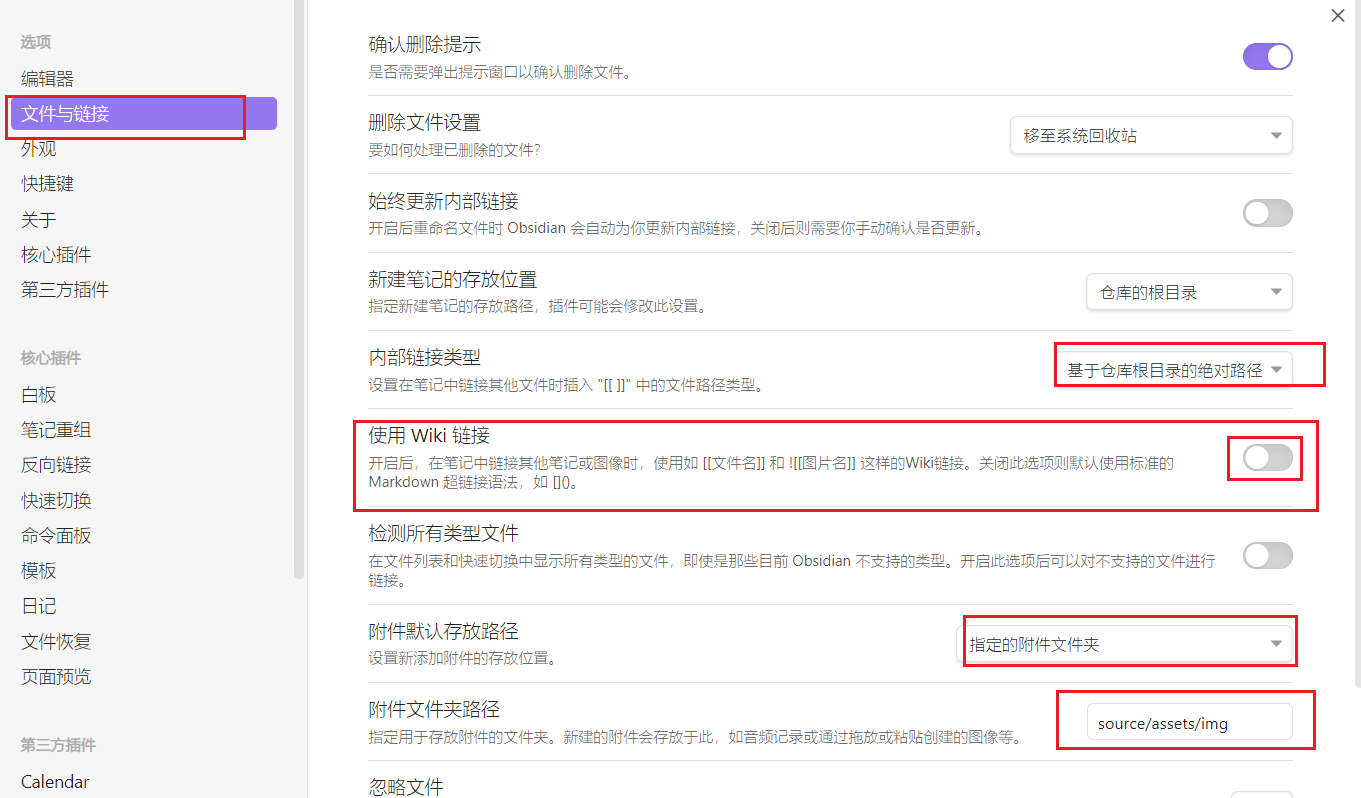 选项
编辑器
文件与链接
外观
快捷键
关于
核心插件
第三方插件
核心插件
白板
笔记重组
反向链接
快速切换
命令面板
模板
日记
文件恢复
页面预览
第三方插件
Calendar
确认删除提示
是否需要弹出提示窗口以确认删除文件。
删除文件设置
要如何处理已删除的文件?
移至系统回收站
始终更新内部链接
开启后重命名文件时 Obsidian 会自动为你更新内部链接，关闭后则需要你手动确认是否更新。
新建笔记的存放位置
指定新建笔记的存放路径，插件可能会修改此设置。
仓库的根目录
内部链接类型
设置在笔记中链接其他文件时插入 "[[ ]]" 中的文件路径类型。
基于仓库根目录的绝对路径
使用 Wiki 链接
开启后，在笔记中链接其他笔记或图像时，使用如 [[文件名]] 和 ![[图片名]] 这样的Wiki链接。关闭此选项则默认使用标准的
Markdown 超链接语法，如 []()。
检测所有类型文件
在文件列表和快速切换中显示所有类型的文件，即使是那些目前 Obsidian 不支持的类型。开启此选项后可以对不支持的文件进行
链接。
附件默认存放路径
设置新添加附件的存放位置。
指定的附件文件夹
附件文件夹路径
指定用于存放附件的文件夹。新建的附件会存放于此，如音频记录或通过拖放或粘贴创建的图像等。
source/assets/img
忽略文件